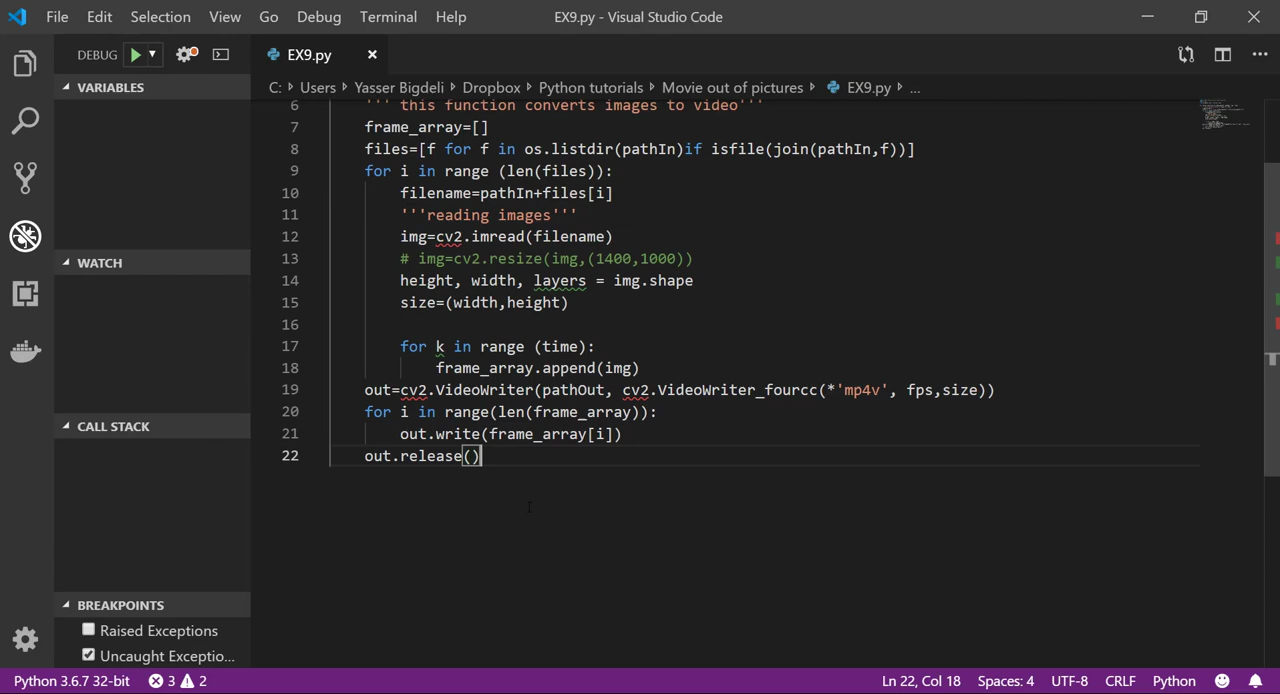 File Edit Selection View Go Debug Terminal Help EX9.py - Visual Studio Code
DEBUG EX9.py
VARIABLES
C: Users Yasser Bigdeli Dropbox Python tutorials Movie out of pictures EX9.py ...
6 ''' this function converts images to video'''
7 frame_array=[]
8 files=[f for f in os.listdir(pathIn)if isfile(join(pathIn,f))]
9 for i in range (len(files)):
10 filename=pathIn+files[i]
11 '''reading images'''
12 img=cv2.imread(filename)
13 # img=cv2.resize(img,(1400,1000))
14 height, width, layers = img.shape
15 size=(width,height)
16
17 for k in range (time):
18 frame_array.append(img)
19 out=cv2.VideoWriter(pathOut, cv2.VideoWriter_fourcc(*'mp4v', fps,size))
20 for i in range(len(frame_array)):
21 out.write(frame_array[i])
22 out.release()
WATCH
CALL STACK
BREAKPOINTS
Raised Exceptions
Uncaught Exceptio...
Python 3.6.7 32-bit 3 2 Ln 22, Col 18 Spaces: 4 UTF-8 CRLF Python